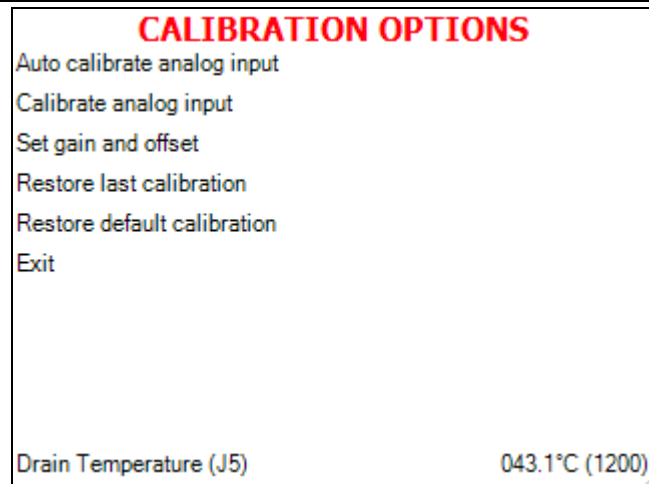 CALIBRATION OPTIONS
Auto calibrate analog input
Calibrate analog input
Set gain and offset
Restore last calibration
Restore default calibration
Exit
Drain Temperature (J5) 043.1°C (1200)